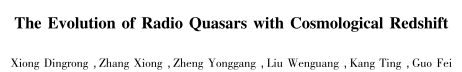 The Evolution of Radio Quasars with Cosmological Redshift
Xiong Dingrong , Zhang Xiong , Zheng Yonggang , Liu Wenguang , Kang Ting , Guo Fei